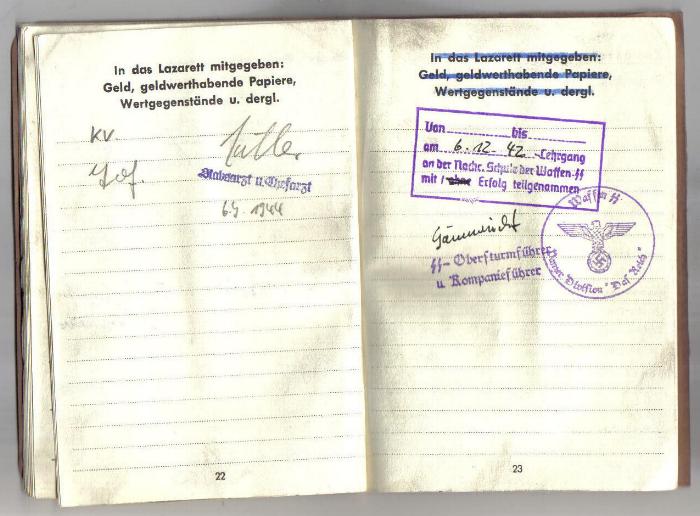 In das Lazarett mitgegeben:
Geld, geldwerthabende Papiere,
Wertgegenstände u. dergl.
KV.
Stabsarzt u. Chefarzt
1944
22
In das Lazarett mitgegeben:
Geld, geldwerthabende Papiere,
Wertgegenstände u. dergl.
Von bis
am 6.12.42 Lehrgang
an der Nachr. Schule der Waffen-SS
mit / ohne Erfolg teilgenommen
SS-Obersturmführer
u Kompanieführer
Waffen SS
Panzer Division "Das Reich"
23